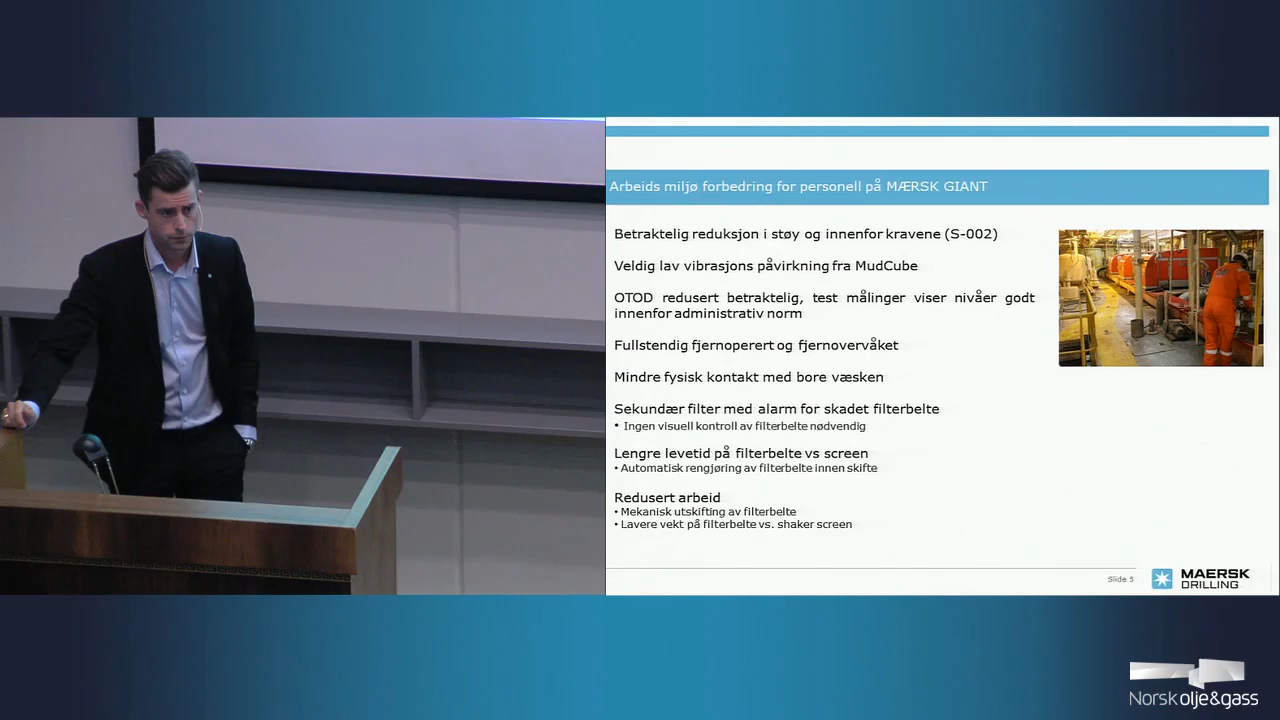 Arbeids miljø forbedring for personell på MÆRSK GIANT
Betraktelig reduksjon i støy og innenfor kravene (S-002)
Veldig lav vibrasjons påvirkning fra MudCube
OTOD redusert betraktelig, test målinger viser nivåer godt
innenfor administrativ norm
Fullstendig fjernoperert og fjernovervåket
Mindre fysisk kontakt med bore væsken
Sekundær filter med alarm for skadet filterbelte
• Ingen visuell kontroll av filterbelte nødvendig
Lengre levetid på filterbelte vs screen
• Automatisk rengjøring av filterbelte innen skifte
Redusert arbeid
• Mekanisk utskifting av filterbelte
• Lavere vekt på filterbelte vs. shaker screen
Slide 5
MAERSK
DRILLING
Norsk olje&gass